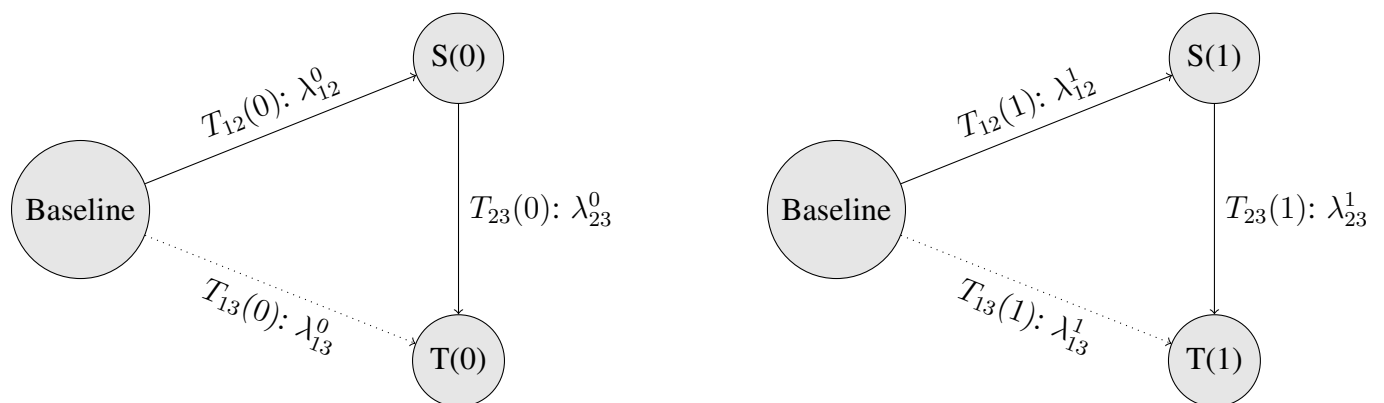 S(0)
T₁₂(0): λ⁰₁₂
Baseline
T₂₃(0): λ⁰₂₃
T₁₃(0): λ⁰₁₃
T(0)
S(1)
T₁₂(1): λ¹₁₂
Baseline
T₂₃(1): λ¹₂₃
T₁₃(1): λ¹₁₃
T(1)